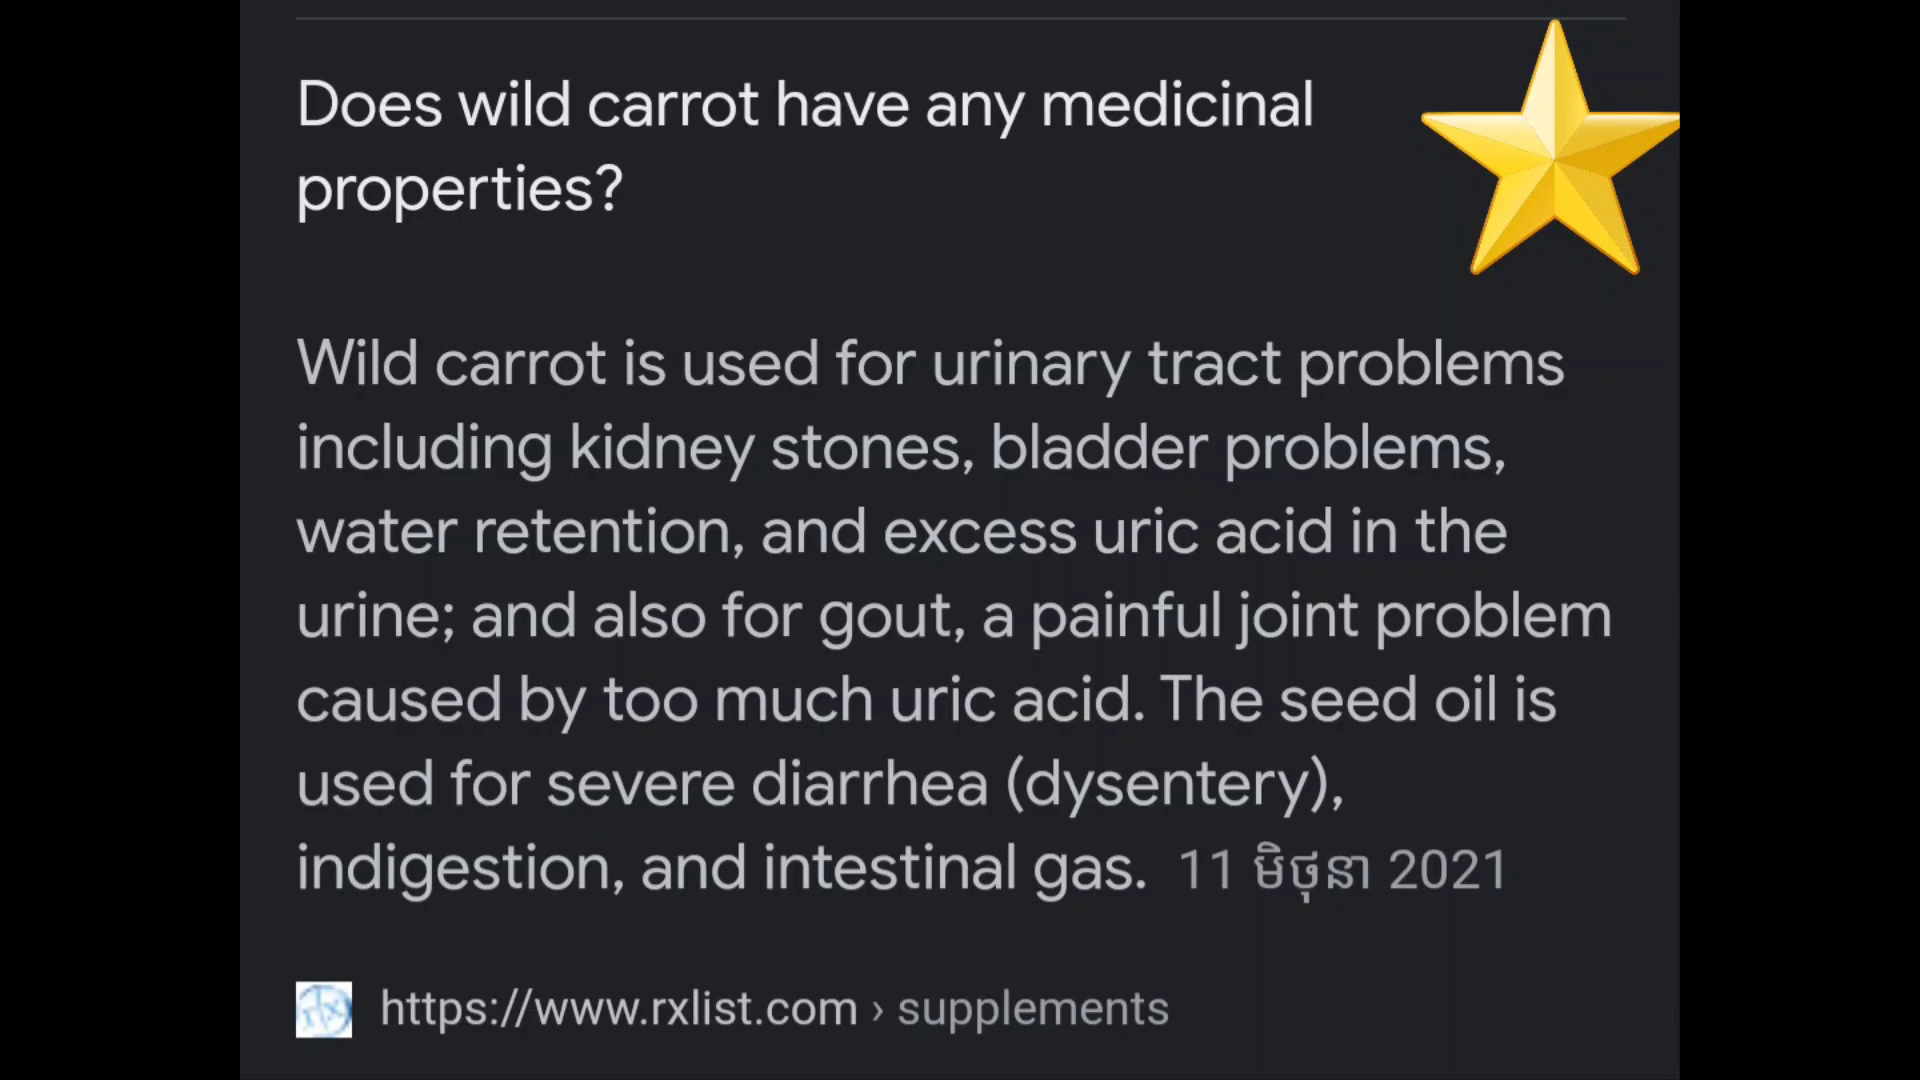 Does wild carrot have any medicinal
properties?
Wild carrot is used for urinary tract problems
including kidney stones, bladder problems,
water retention, and excess uric acid in the
urine; and also for gout, a painful joint problem
caused by too much uric acid. The seed oil is
used for severe diarrhea (dysentery),
indigestion, and intestinal gas. 11 មិថុនា 2021
rx
https://www.rxlist.com › supplements